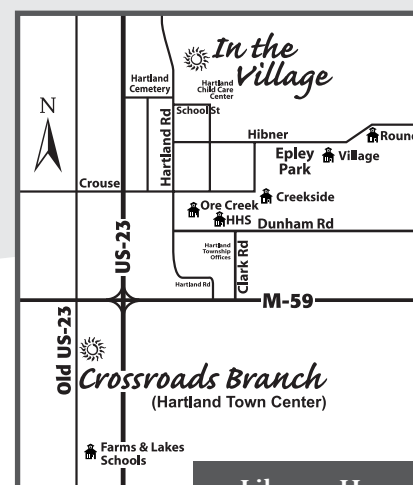 In the
Village
Hartland
Cemetery
Hartland
Child Care
Center
N
School St
Hartland Rd
Hibner
Round
Epley
Park
Village
Crouse
Creekside
Ore Creek
HHS
Dunham Rd
US-23
Hartland
Township
Offices
Clark Rd
Hartland Rd
M-59
Old US-23
Crossroads Branch
(Hartland Town Center)
Farms & Lakes
Schools